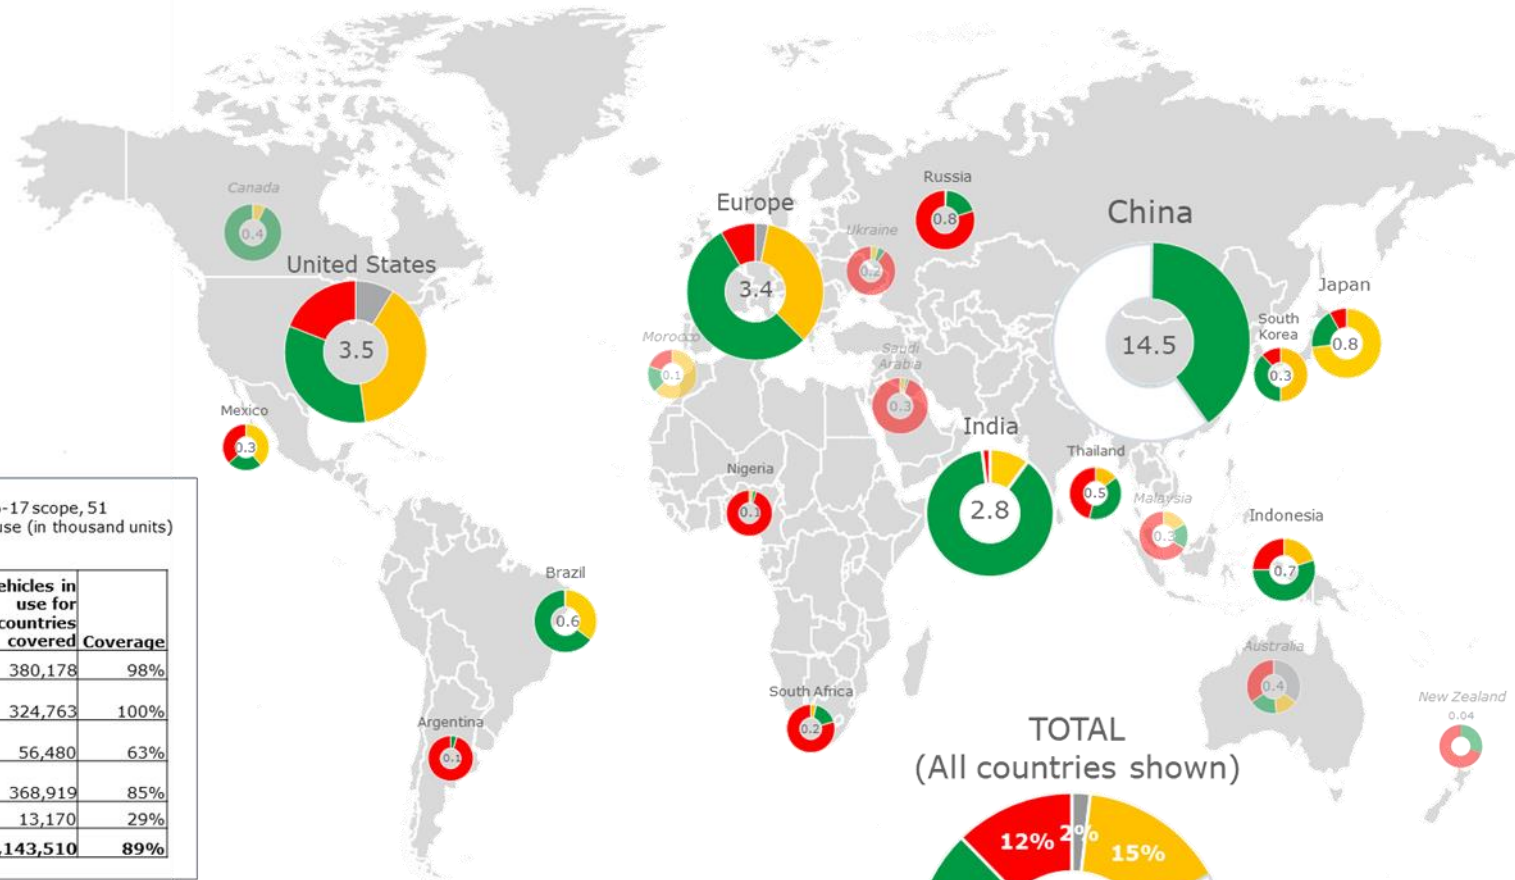 Canada
0.4
United States
3.5
Mexico
0.3
Europe
3.4
Russia
0.8
Ukraine
0.2
China
14.5
Japan
0.8
South
Korea
0.3
Morocco
0.1
Saudi
Arabia
0.3
India
2.8
Thailand
0.5
Malaysia
0.3
Indonesia
0.7
Nigeria
0.1
Brazil
0.6
Argentina
0.1
South Africa
0.2
Australia
0.4
New Zealand
0.04
-17 scope, 51
use (in thousand units)
ehicles in
use for
countries
covered Coverage
380,178 98%
324,763 100%
56,480 63%
368,919 85%
13,170 29%
,143,510 89%
TOTAL
(All countries shown)
12% 2% 15%